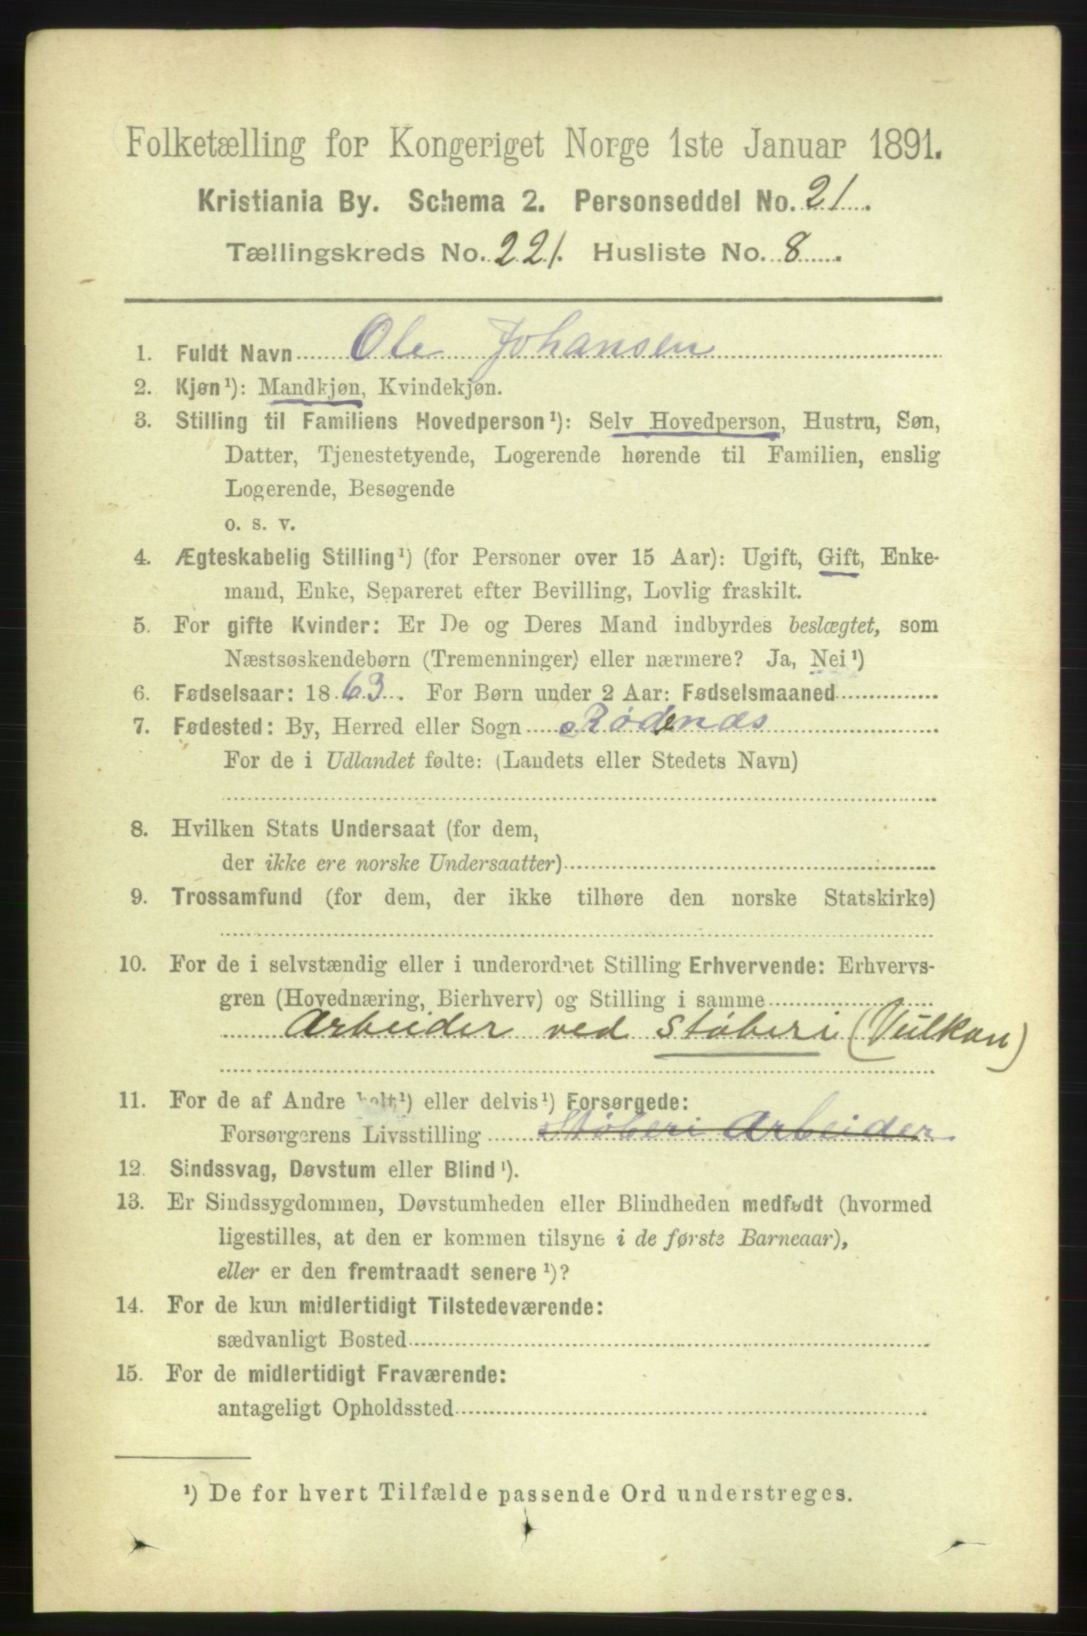 Folketælling for Kongeriget Norge 1ste Januar 1891.
Kristiania By. Schema 2. Personseddel No. 21.
Tællingskreds No. 221. Husliste No. 8.
1. Fuldt Navn Ole Johansen
2. Kjøn¹): Mandkjøn, Kvindekjøn.
3. Stilling til Familiens Hovedperson¹): Selv Hovedperson, Hustru, Søn,
Datter, Tjenestetyende, Logerende hørende til Familien, enslig
Logerende, Besøgende
o. s. v.
4. Ægteskabelig Stilling¹) (for Personer over 15 Aar): Ugift, Gift, Enke-
mand, Enke, Separeret efter Bevilling, Lovlig fraskilt.
5. For gifte Kvinder: Er De og Deres Mand indbyrdes beslægtet, som
Næstsøskendebørn (Tremenninger) eller nærmere? Ja, Nei¹)
6. Fødselsaar: 1863. For Børn under 2 Aar: Fødselsmaaned
7. Fødested: By, Herred eller Sogn Rødenæs
For de i Udlandet fødte: (Landets eller Stedets Navn)
8. Hvilken Stats Undersaat (for dem,
der ikke ere norske Undersaatter)
9. Trossamfund (for dem, der ikke tilhøre den norske Statskirke)
10. For de i selvstændig eller i underordnet Stilling Erhvervende: Erhvervs-
gren (Hovednæring, Bierhverv) og Stilling i samme
Arbeider ved Støberi (Vulkan)
11. For de af Andre helt¹) eller delvis¹) Forsørgede:
Forsørgerens Livsstilling Støberi Arbeider
12. Sindssvag, Døvstum eller Blind¹).
13. Er Sindssygdommen, Døvstumheden eller Blindheden medfødt (hvormed
ligestilles, at den er kommen tilsyne i de første Barneaar),
eller er den fremtraadt senere¹)?
14. For de kun midlertidigt Tilstedeværende:
sædvanligt Bosted
15. For de midlertidigt Fraværende:
antageligt Opholdssted
¹) De for hvert Tilfælde passende Ord understreges.